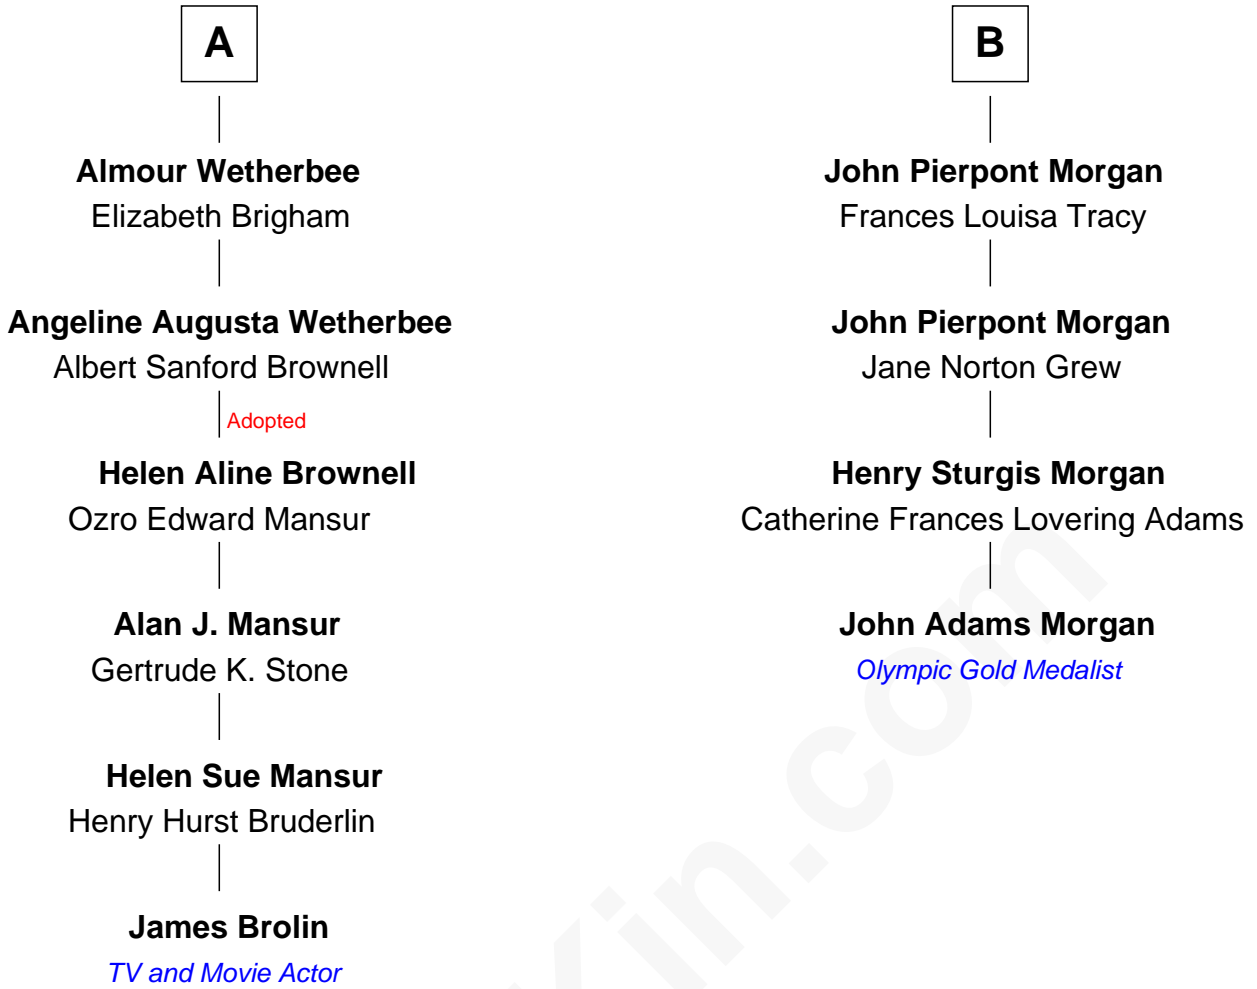 A
Almour Wetherbee
Elizabeth Brigham
Angeline Augusta Wetherbee
Albert Sanford Brownell
Adopted
Helen Aline Brownell
Ozro Edward Mansur
Alan J. Mansur
Gertrude K. Stone
Helen Sue Mansur
Henry Hurst Bruderlin
James Brolin
TV and Movie Actor
B
John Pierpont Morgan
Frances Louisa Tracy
John Pierpont Morgan
Jane Norton Grew
Henry Sturgis Morgan
Catherine Frances Lovering Adams
John Adams Morgan
Olympic Gold Medalist
Kin.com